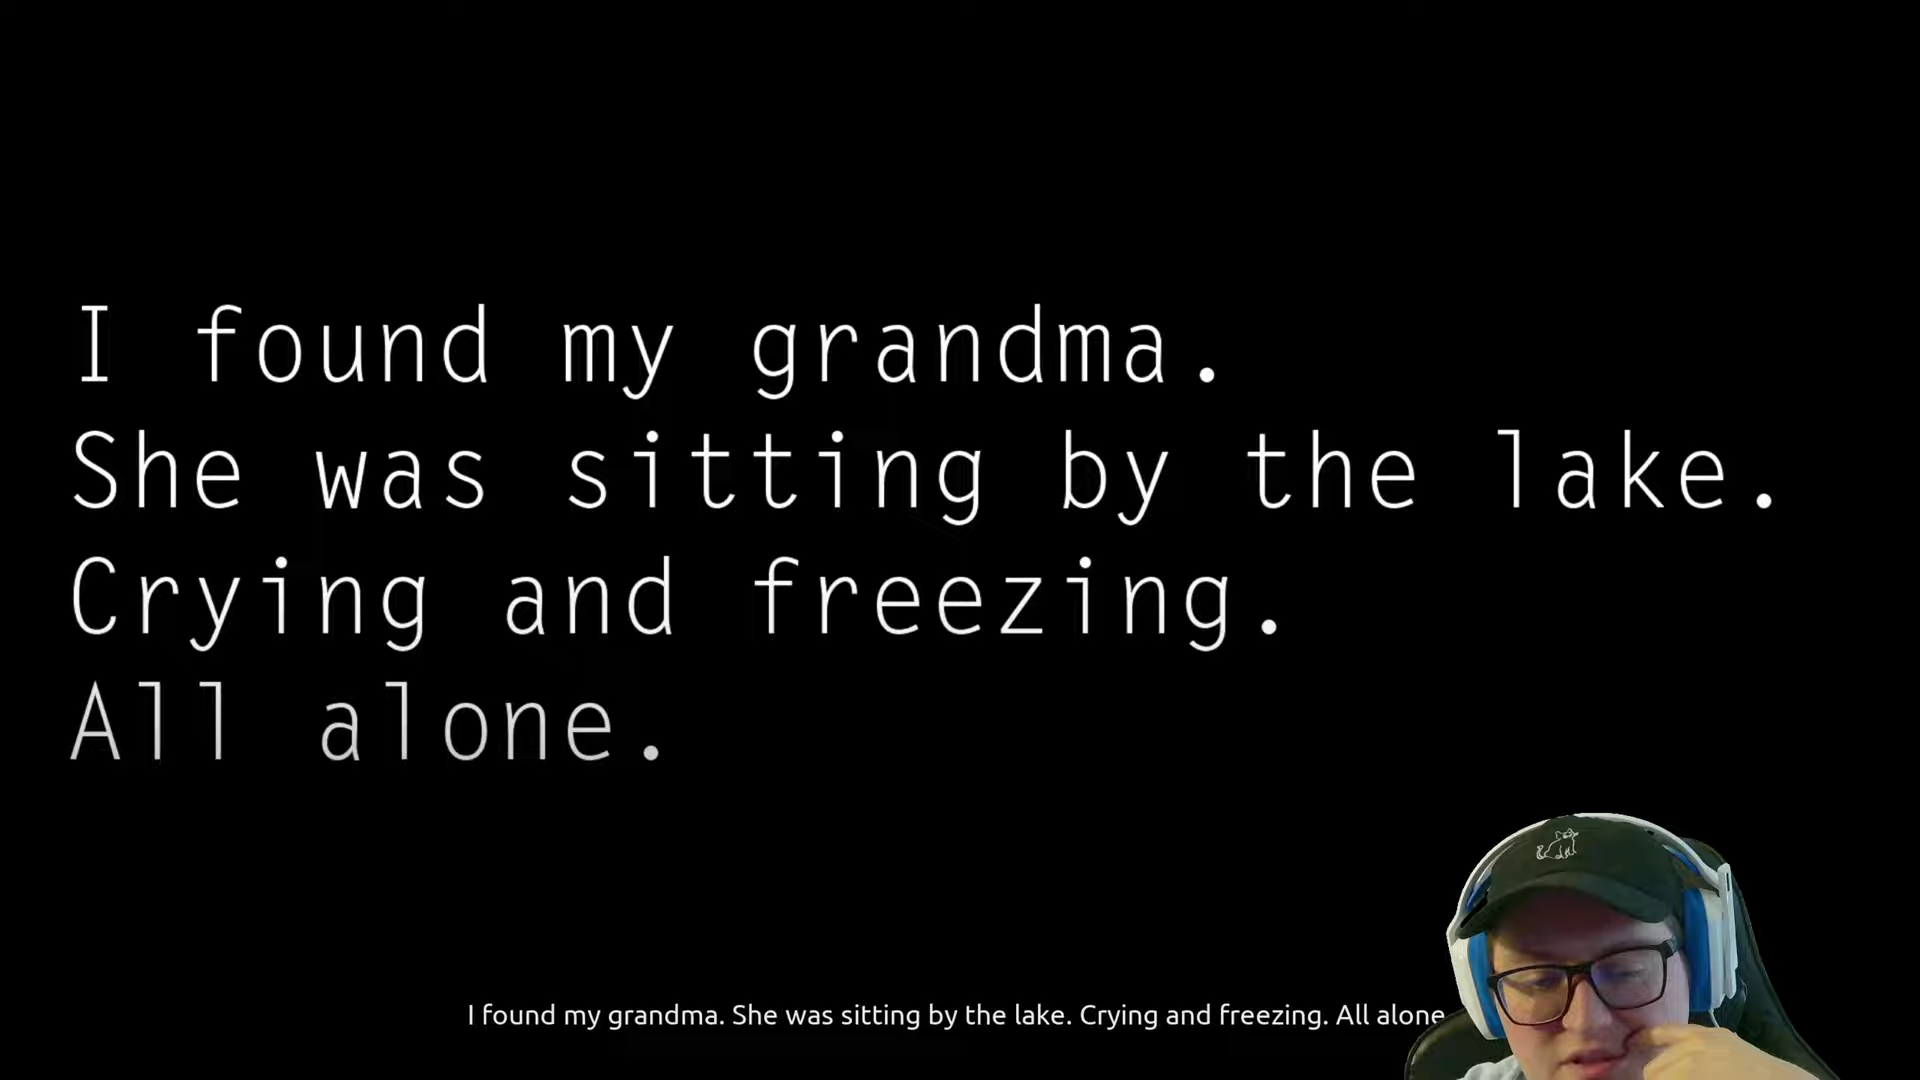 I found my grandma.
She was sitting by the lake.
Crying and freezing.
All alone.
I found my grandma. She was sitting by the lake. Crying and freezing. All alone